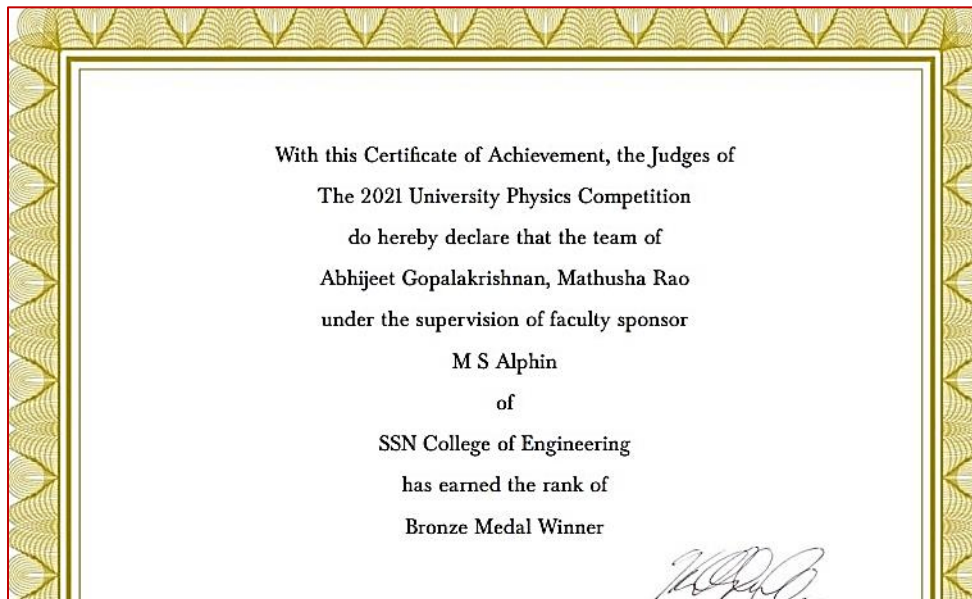 With this Certificate of Achievement, the Judges of
The 2021 University Physics Competition
do hereby declare that the team of
Abhijeet Gopalakrishnan, Mathusha Rao
under the supervision of faculty sponsor
M S Alphin
of
SSN College of Engineering
has earned the rank of
Bronze Medal Winner